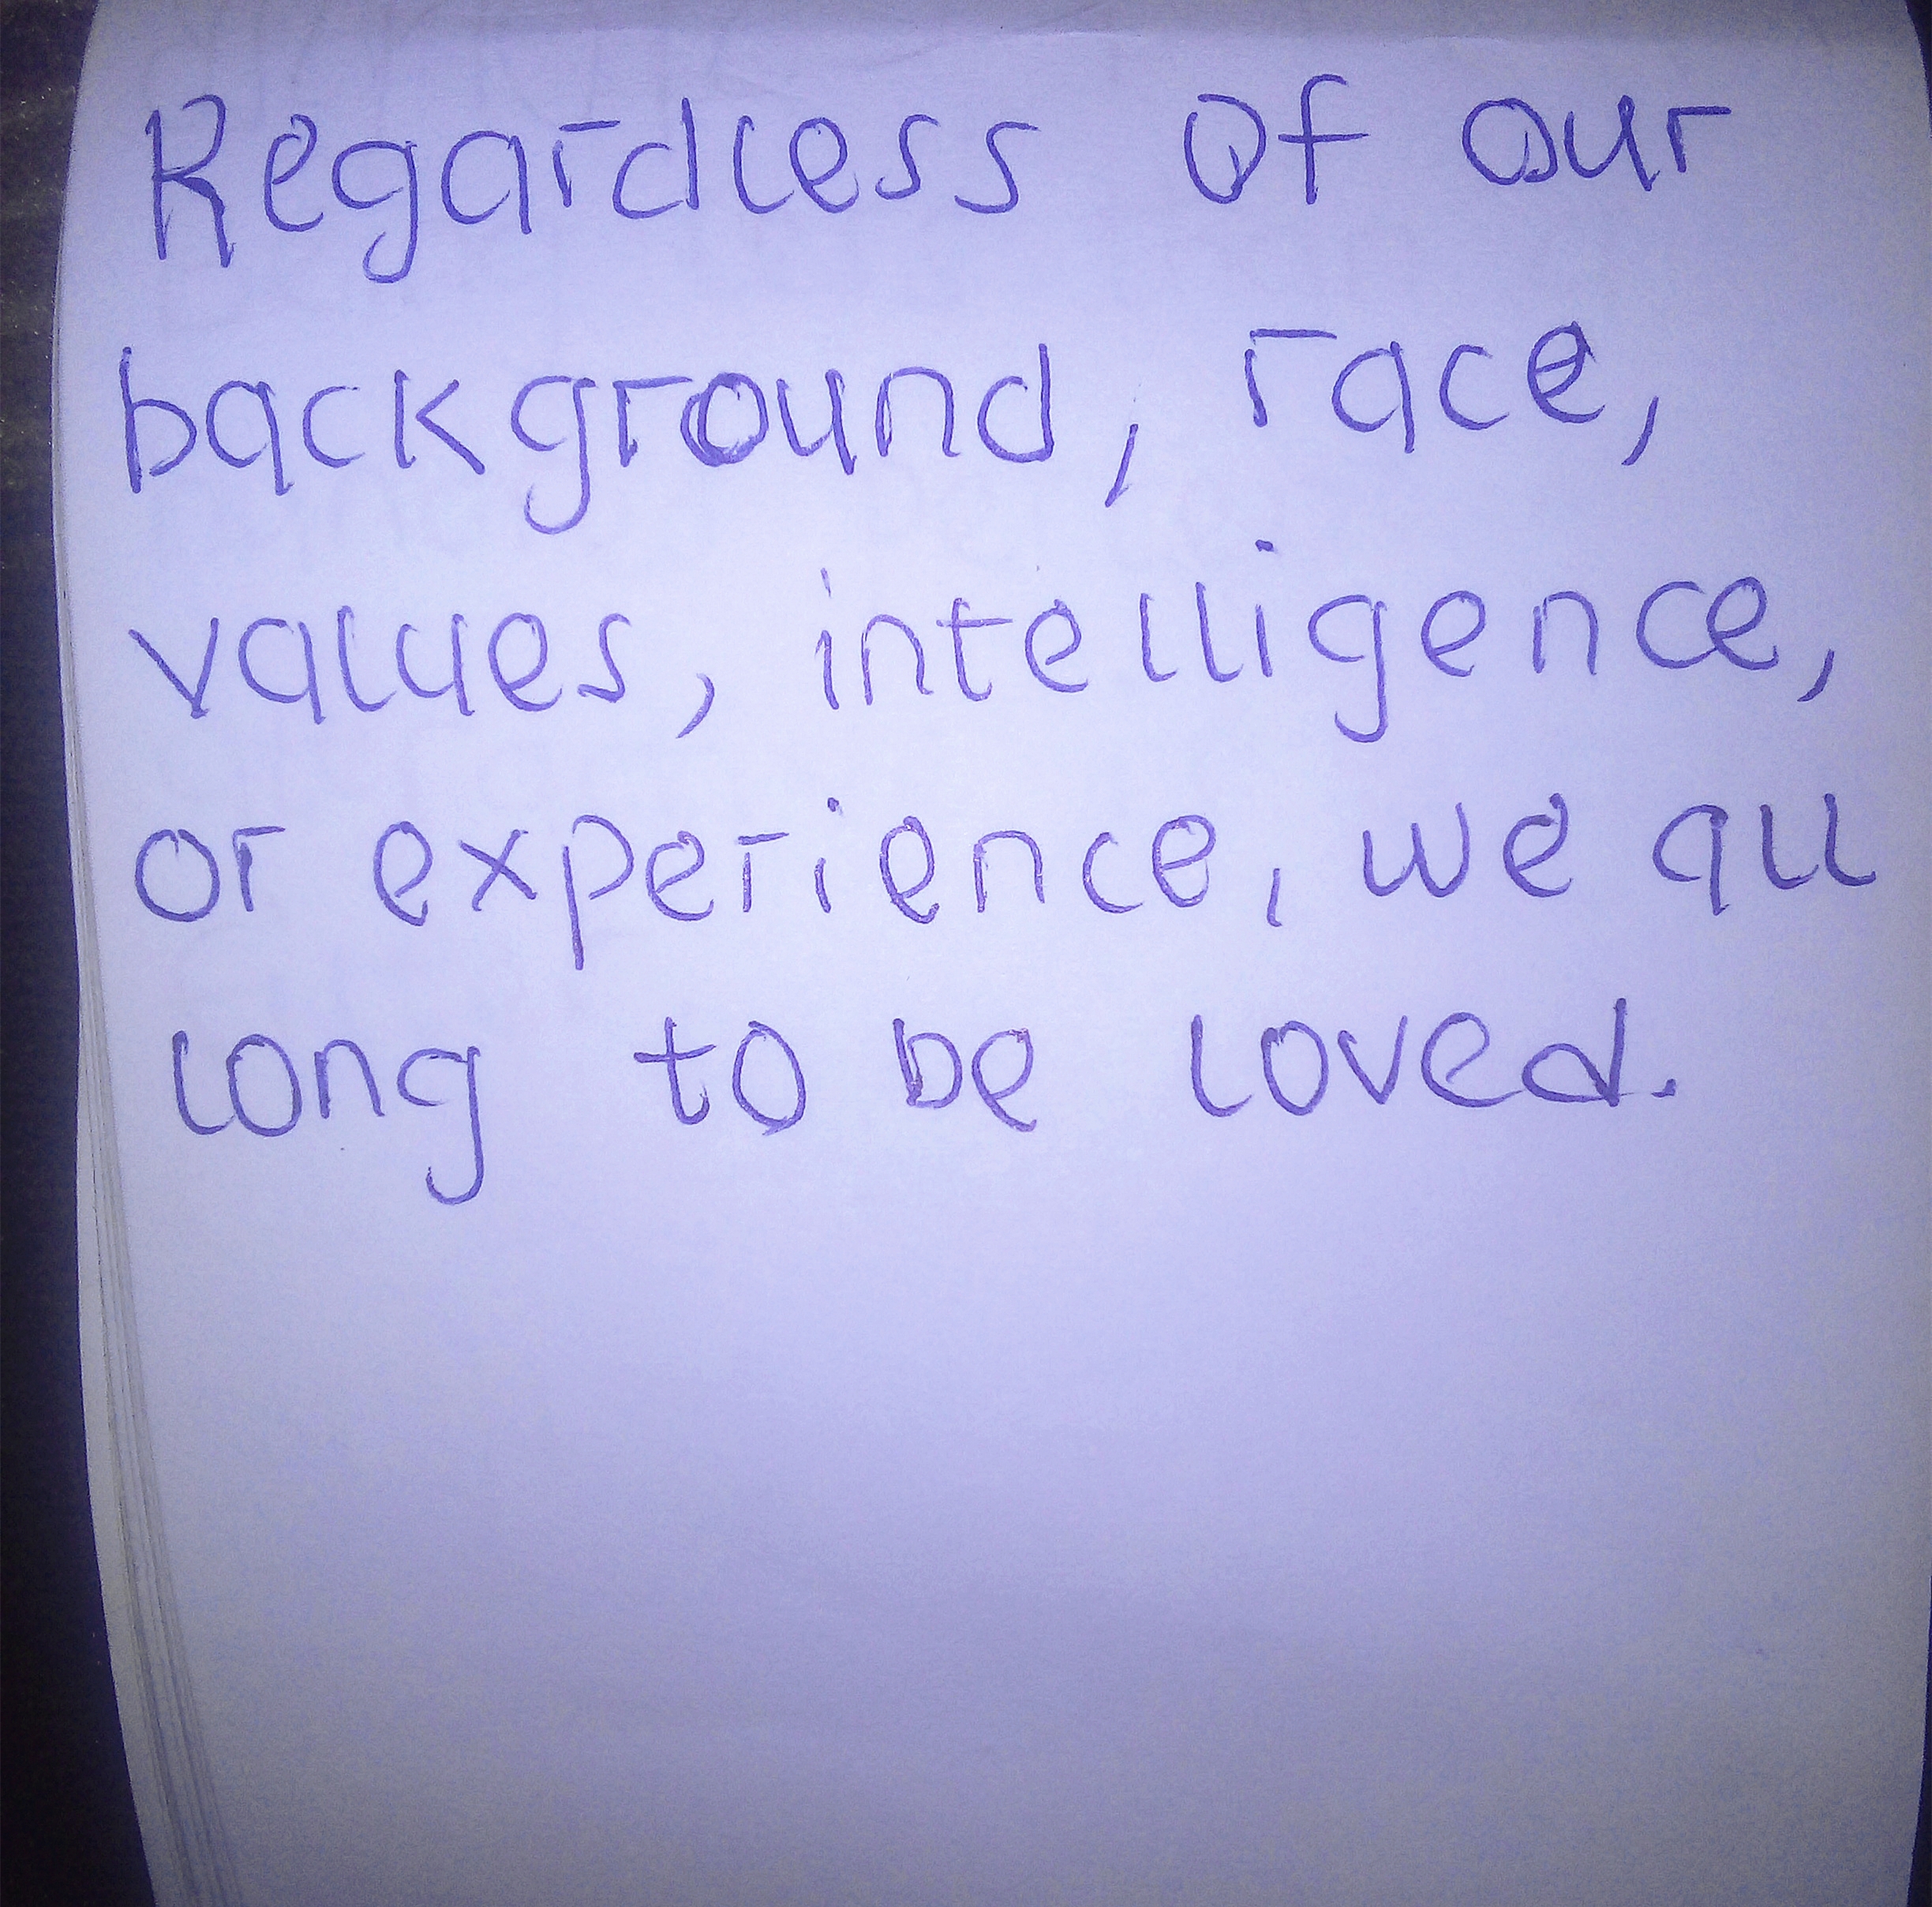 Regardless of our
background, race,
values, intelligence,
or experience, we all
long to be loved.